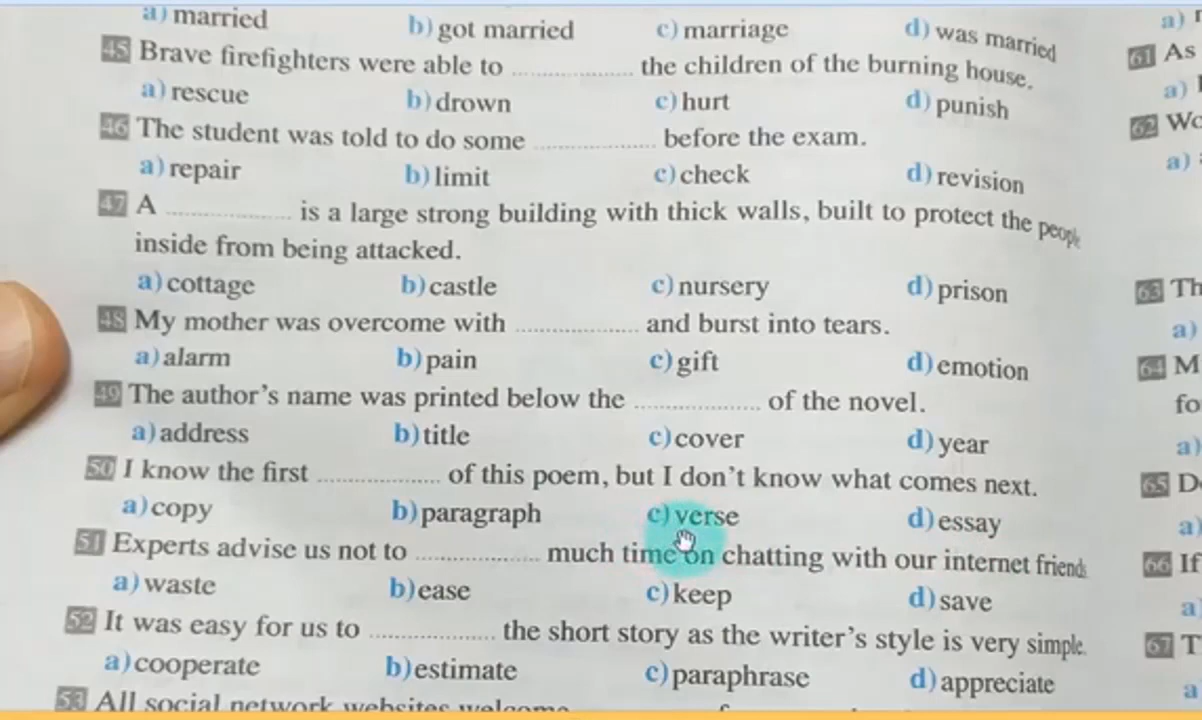 a) married b) got married c) marriage d) was married
45 Brave firefighters were able to .................. the children of the burning house.
a) rescue b) drown c) hurt d) punish
46 The student was told to do some .................. before the exam.
a) repair b) limit c) check d) revision
47 A .................. is a large strong building with thick walls, built to protect the people
inside from being attacked.
a) cottage b) castle c) nursery d) prison
48 My mother was overcome with .................. and burst into tears.
a) alarm b) pain c) gift d) emotion
49 The author's name was printed below the .................. of the novel.
a) address b) title c) cover d) year
50 I know the first .................. of this poem, but I don't know what comes next.
a) copy b) paragraph c) verse d) essay
51 Experts advise us not to .................. much time on chatting with our internet friends
a) waste b) ease c) keep d) save
52 It was easy for us to .................. the short story as the writer's style is very simple.
a) cooperate b) estimate c) paraphrase d) appreciate
53 All social network websites welcome
a)
61 As
a)
62
a)
63 Th
a)
64 M
fo
a)
65 D
a)
66 If
a
67 T
a